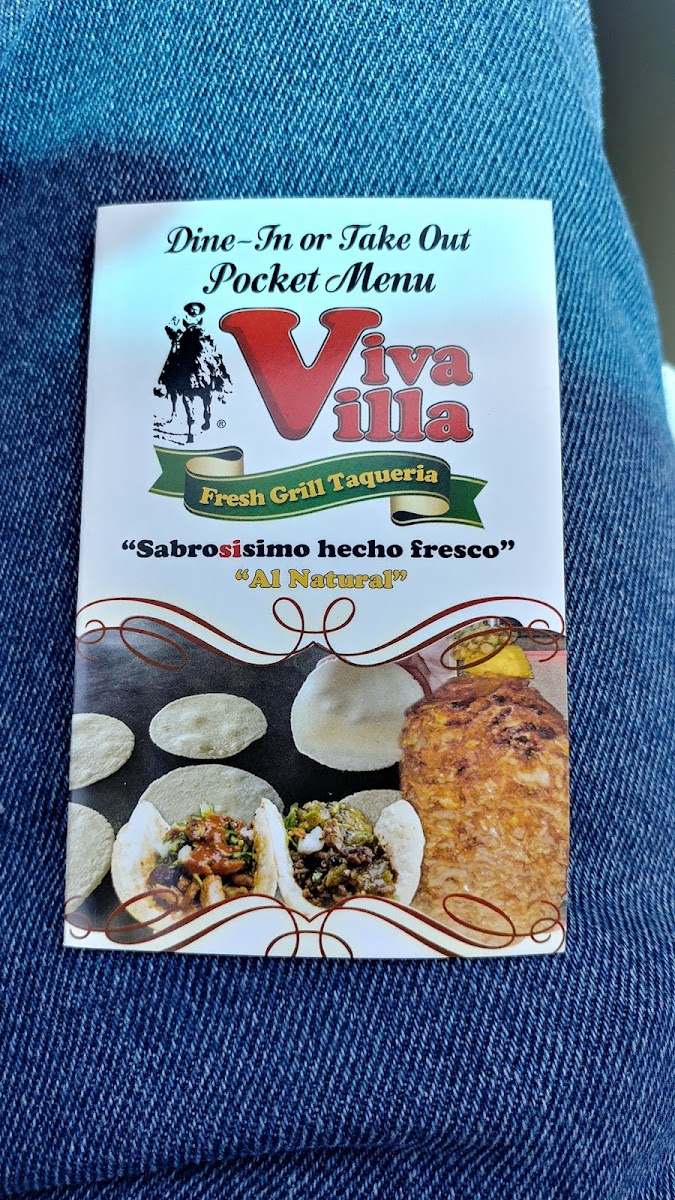 Dine-In or Take Out
Pocket Menu
Viva
Villa
®
Fresh Grill Taqueria
“Sabrosisimo hecho fresco”
“Al Natural”